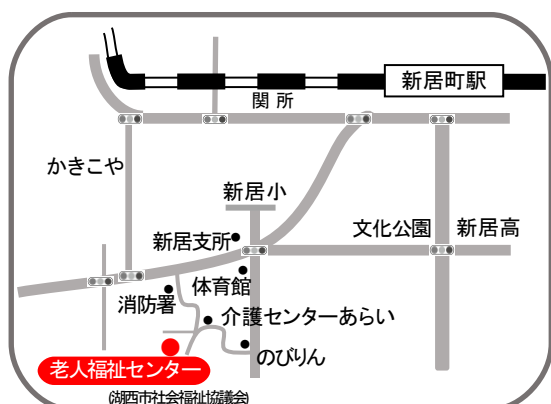 新居町駅
関所
かきこや
新居小
新居支所
文化公園
新居高
体育館
消防署
介護センターあらい
のびりん
老人福祉センター
(湖西市社会福祉協議会)